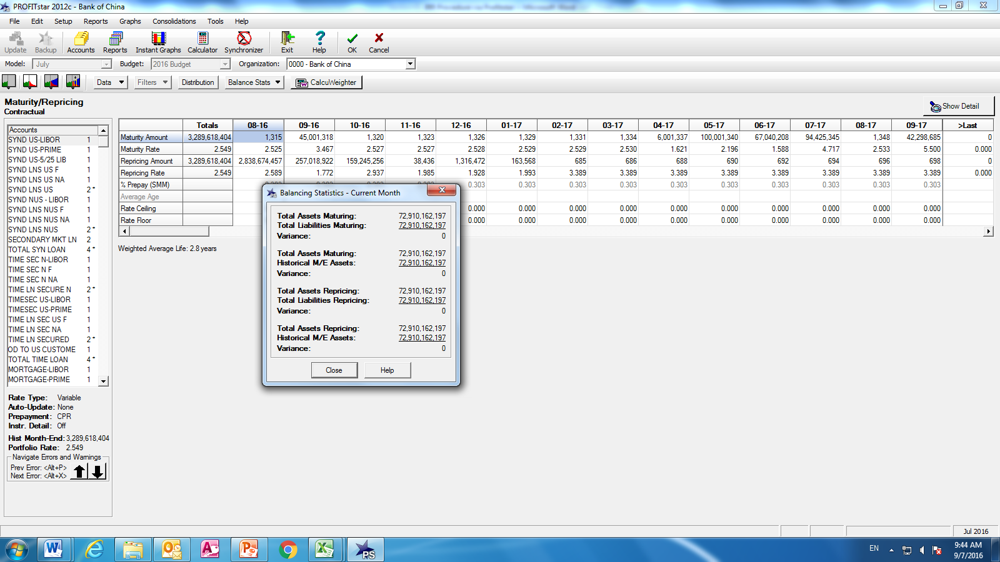 PROFITstar 2012c - Bank of China
File Edit Setup Reports Graphs Consolidations Tools Help
Update Backup Accounts Reports Instant Graphs Calculator Synchronizer Exit Help OK Cancel
Model: July Budget: 2016 Budget Organization: 0000 - Bank of China
Data Filters Distribution Balance Stats CalcuWeighter
Maturity/Repricing
Contractual
Show Detail
Accounts
SYND US-LIBOR 1
SYND US-PRIME 1
SYND US-5/25 LIB 1
SYND LNS US F 1
SYND LNS US NA 1
SYND LNS US 2 *
SYND NUS - LIBOR 1
SYND LNS NUS F 1
SYND LNS NUS NA 1
SYND LNS NUS 2 *
SECONDARY MKT LN 2
TOTAL SYN LOAN 4 *
TIME SEC N-LIBOR 1
TIME SEC N F 1
TIME SEC N NA 1
TIME LN SECURE N 2 *
TIMESEC US-LIBOR 1
TIMESEC US-PRIME 1
TIME LN SEC US F 1
TIME LN SEC NA 1
TIME LN SECURED 2 *
OD TO US CUSTOME 1
TOTAL TIME LOAN 4 *
MORTGAGE-LIBOR 1
MORTGAGE-PRIME 1
Rate Type: Variable
Auto-Update: None
Prepayment: CPR
Instr. Detail: Off
Hist Month-End: 3,289,618,404
Portfolio Rate: 2.549
Navigate Errors and Warnings
Prev Error: <Alt+P>
Next Error: <Alt+X>
Totals 08-16 09-16 10-16 11-16 12-16 01-17 02-17 03-17 04-17 05-17 06-17 07-17 08-17 09-17 >Last
Maturity Amount 3,289,618,404 1,315 45,001,318 1,320 1,323 1,326 1,329 1,331 1,334 6,001,337 100,001,340 67,040,208 94,425,345 1,348 42,298,685 0
Maturity Rate 2.549 2.525 3.467 2.527 2.527 2.528 2.529 2.529 2.530 1.621 2.196 1.588 4.717 2.533 5.500 0.000
Repricing Amount 3,289,618,404 2,838,674,457 257,018,922 159,245,256 38,436 1,316,472 163,568 685 686 688 690 692 694 696 698 0
Repricing Rate 2.549 2.589 1.772 2.937 1.985 1.928 1.993 3.389 3.389 3.389 3.389 3.389 3.389 3.389 3.389 0.000
% Prepay (SMM) 0.303 0.303 0.303 0.303 0.303 0.303 0.303 0.303 0.303 0.303
Average Age
Rate Ceiling 0.000 0.000 0.000 0.000 0.000 0.000 0.000 0.000 0.000 0.000
Rate Floor 0.000 0.000 0.000 0.000 0.000 0.000 0.000 0.000 0.000 0.000
Weighted Average Life: 2.8 years
Balancing Statistics - Current Month
Total Assets Maturing: 72,910,162,197
Total Liabilities Maturing: 72,910,162,197
Variance: 0
Total Assets Maturing: 72,910,162,197
Historical M/E Assets: 72,910,162,197
Variance: 0
Total Assets Repricing: 72,910,162,197
Total Liabilities Repricing: 72,910,162,197
Variance: 0
Total Assets Repricing: 72,910,162,197
Historical M/E Assets: 72,910,162,197
Variance: 0
Close Help
Jul 2016
EN
9:44 AM
9/7/2016